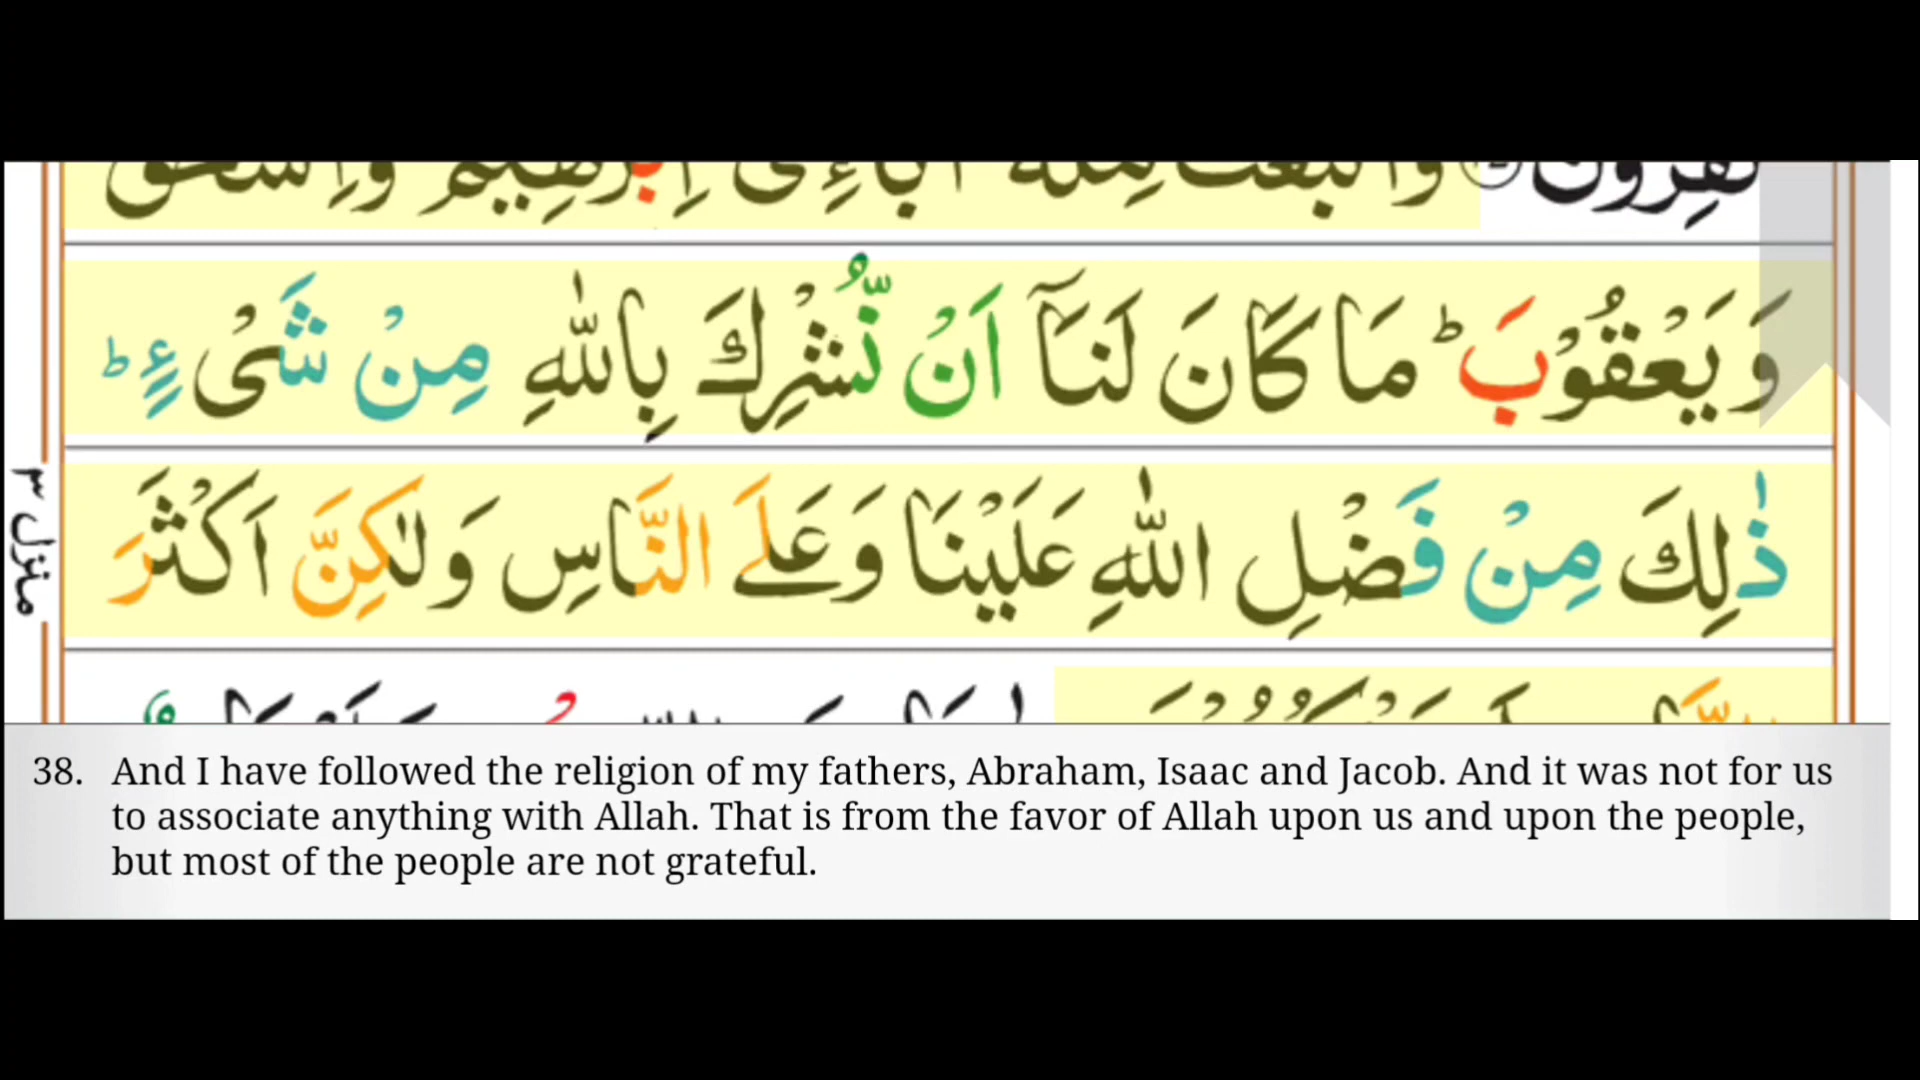 كٰفِرُوْنَ وَاتَّبَعْتُ مِلَّةَ اٰبَآءِيْٓ اِبْرٰهِيْمَ وَاِسْحٰقَ
وَيَعْقُوْبَ ؕ مَا كَانَ لَنَاۤ اَنْ نُّشْرِكَ بِاللّٰهِ مِنْ شَيْءٍ ؕ
ذٰلِكَ مِنْ فَضْلِ اللّٰهِ عَلَيْنَا وَعَلَى النَّاسِ وَلٰكِنَّ اَكْثَرَ
منزل ٣
38. And I have followed the religion of my fathers, Abraham, Isaac and Jacob. And it was not for us
to associate anything with Allah. That is from the favor of Allah upon us and upon the people,
but most of the people are not grateful.